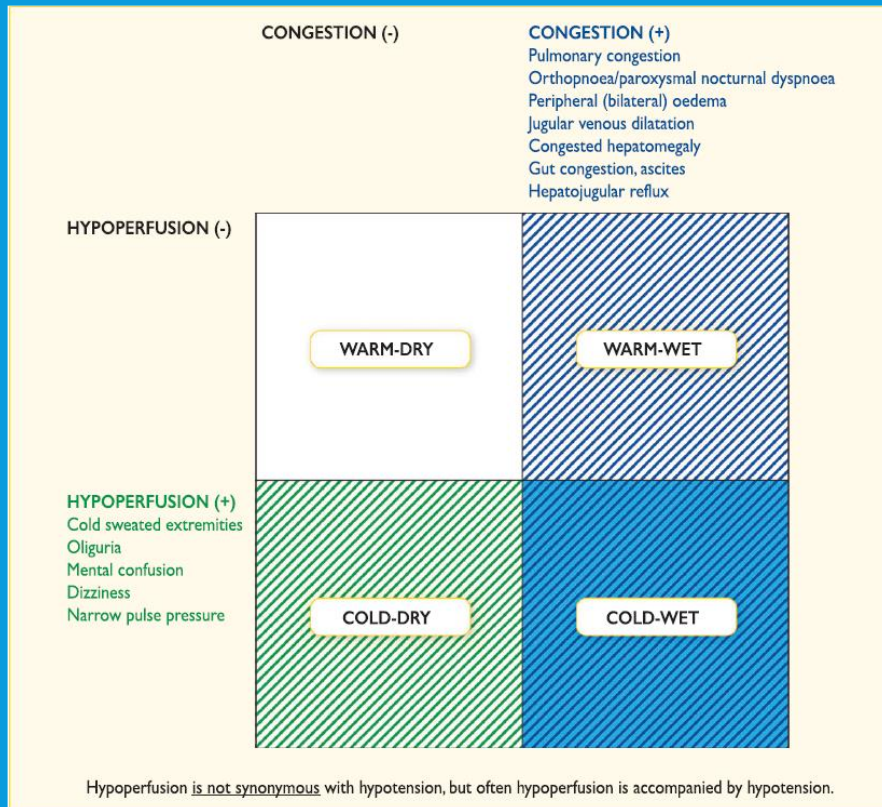 CONGESTION (-)
CONGESTION (+)
Pulmonary congestion
Orthopnoea/paroxysmal nocturnal dyspnoea
Peripheral (bilateral) oedema
Jugular venous dilatation
Congested hepatomegaly
Gut congestion, ascites
Hepatojugular reflux
HYPOPERFUSION (-)
WARM-DRY
WARM-WET
HYPOPERFUSION (+)
Cold sweated extremities
Oliguria
Mental confusion
Dizziness
Narrow pulse pressure
COLD-DRY
COLD-WET
Hypoperfusion is not synonymous with hypotension, but often hypoperfusion is accompanied by hypotension.